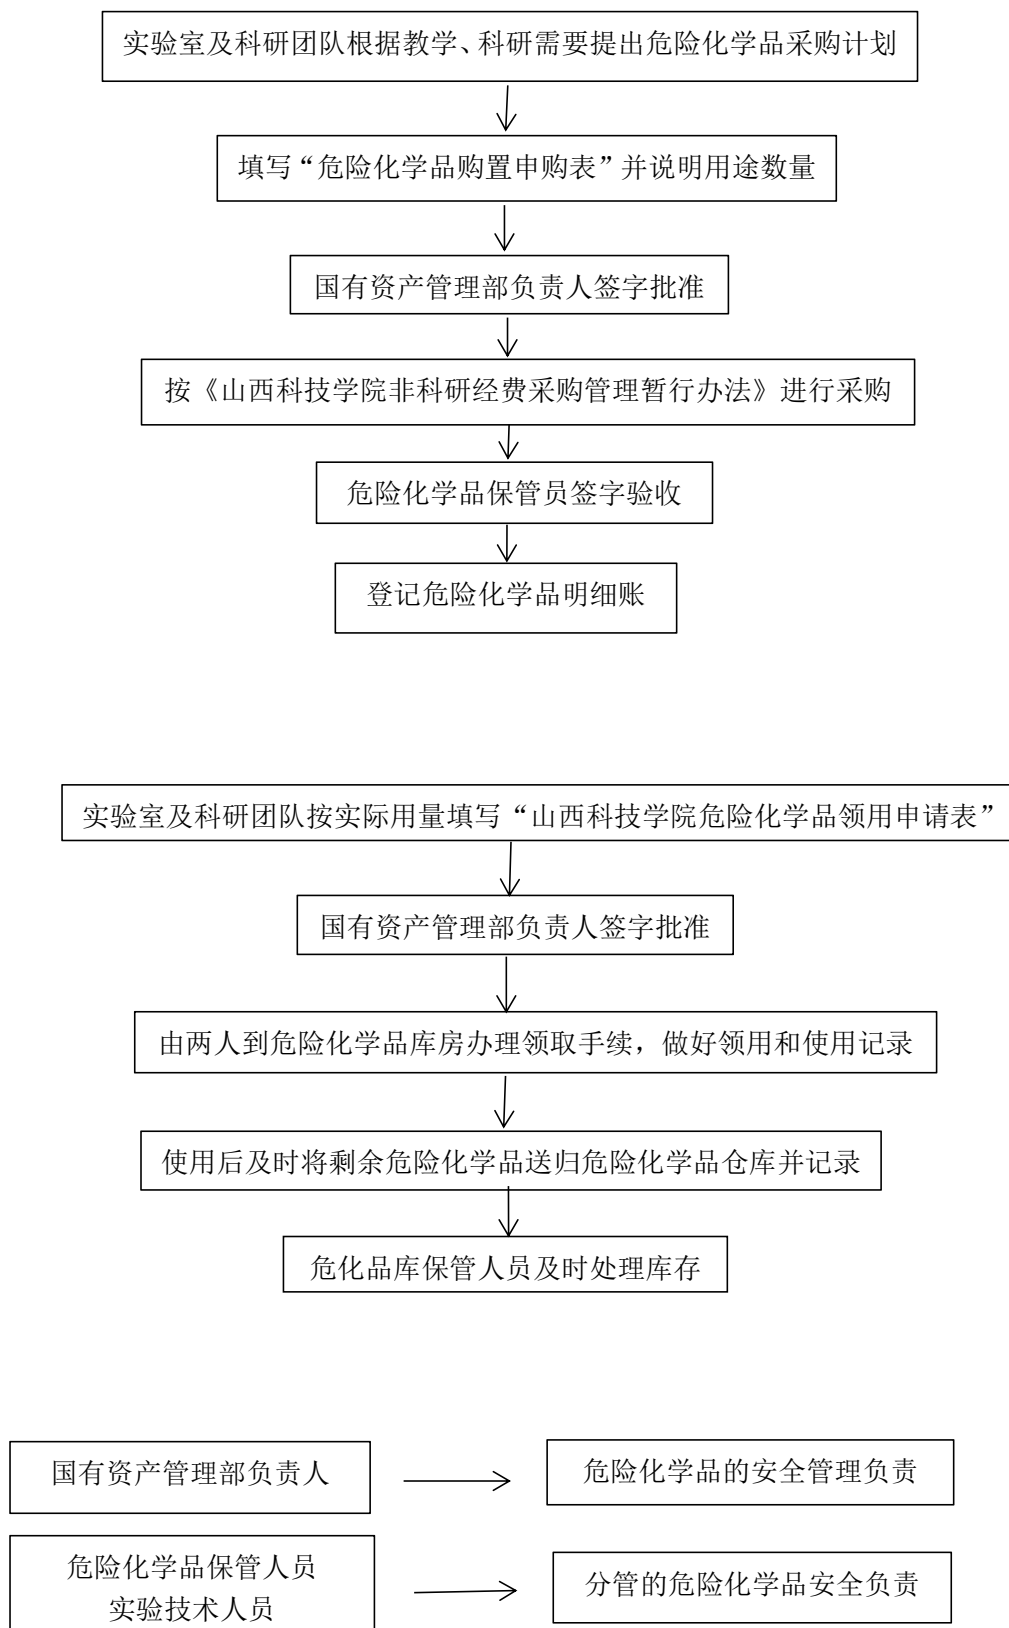 实验室及科研团队根据教学、科研需要提出危险化学品采购计划
填写“危险化学品购置申购表”并说明用途数量
国有资产管理部负责人签字批准
按《山西科技学院非科研经费采购管理暂行办法》进行采购
危险化学品保管员签字验收
登记危险化学品明细账
实验室及科研团队按实际用量填写“山西科技学院危险化学品领用申请表”
国有资产管理部负责人签字批准
由两人到危险化学品库房办理领取手续，做好领用和使用记录
使用后及时将剩余危险化学品送归危险化学品仓库并记录
危化品库保管人员及时处理库存
国有资产管理部负责人
危险化学品的安全管理负责
危险化学品保管人员
实验技术人员
分管的危险化学品安全负责